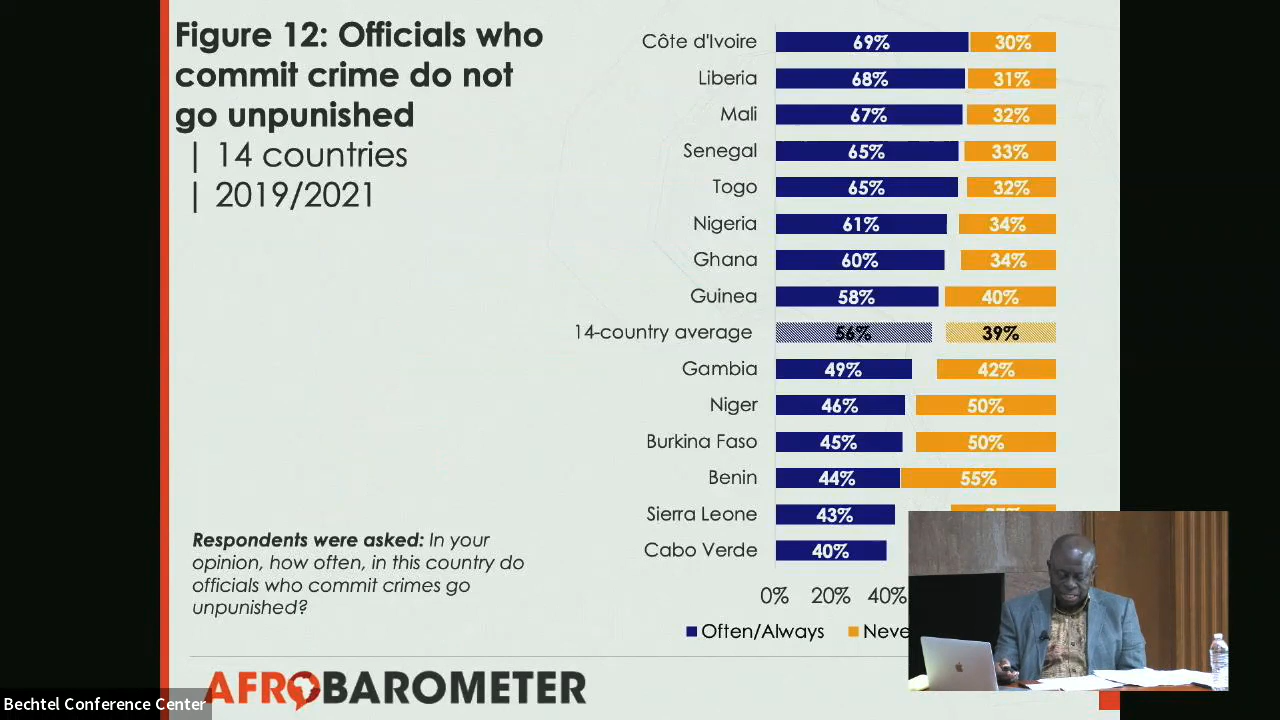 Figure 12: Officials who
commit crime do not
go unpunished
| 14 countries
| 2019/2021
Côte d'Ivoire 69% 30%
Liberia 68% 31%
Mali 67% 32%
Senegal 65% 33%
Togo 65% 32%
Nigeria 61% 34%
Ghana 60% 34%
Guinea 58% 40%
14-country average 56% 39%
Gambia 49% 42%
Niger 46% 50%
Burkina Faso 45% 50%
Benin 44% 55%
Sierra Leone 43%
Cabo Verde 40%
0% 20% 40%
Often/Always Neve
Respondents were asked: In your
opinion, how often, in this country do
officials who commit crimes go
unpunished?
AFROBAROMETER
Bechtel Conference Center